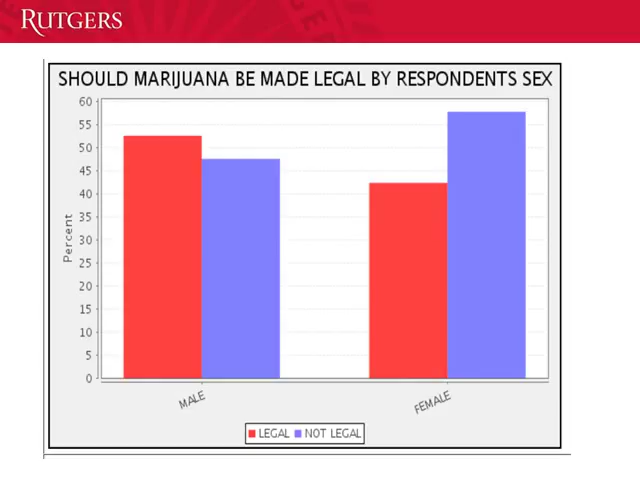 RUTGERS
SHOULD MARIJUANA BE MADE LEGAL BY RESPONDENTS SEX
60
55
50
45
40
35
30
25
20
15
10
5
0
Percent
MALE
FEMALE
LEGAL NOT LEGAL